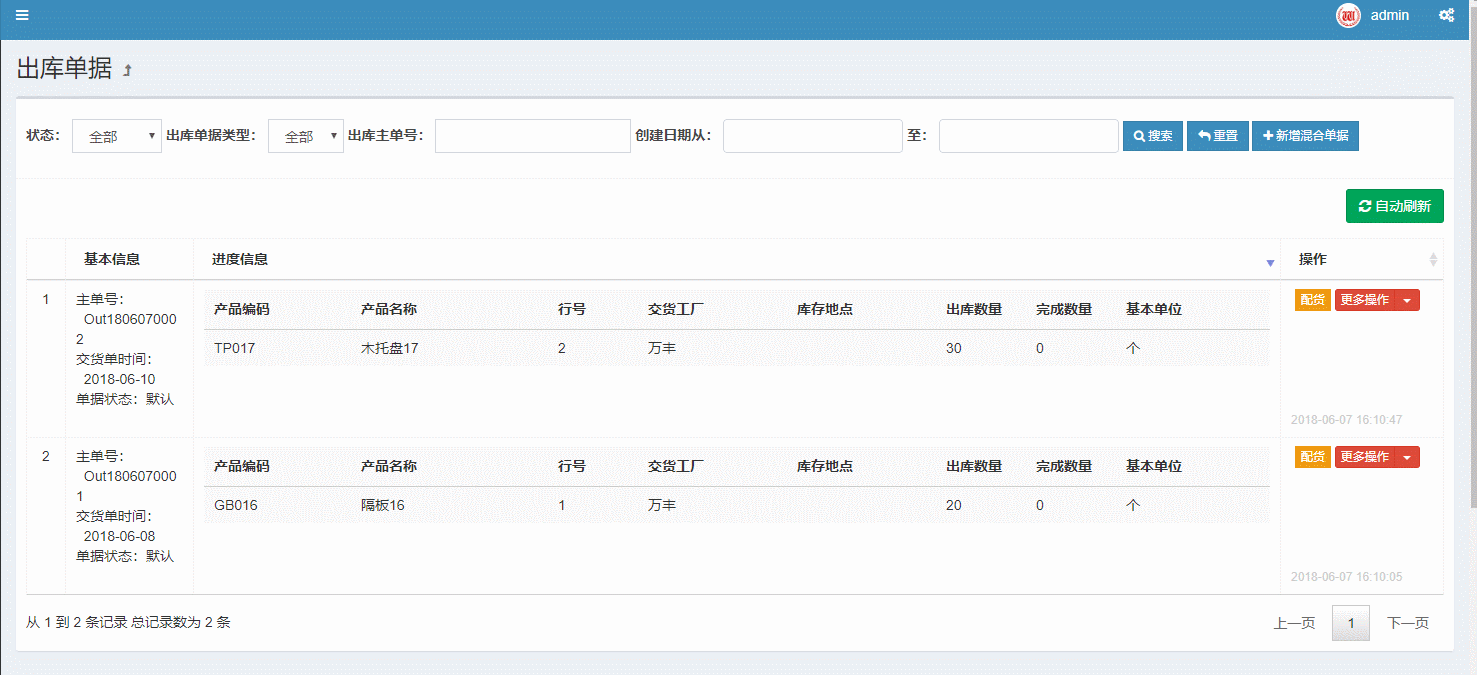 admin
出库单据
状态： 全部 出库单据类型： 全部 出库主单号： 创建日期从： 至： 搜索 重置 新增混合单据
自动刷新
基本信息 进度信息 操作
1 主单号： 产品编码 产品名称 行号 交货工厂 库存地点 出库数量 完成数量 基本单位 配货 更多操作
Out180607000
2
TP017 木托盘17 2 万丰 30 0 个
交货单时间：
2018-06-10
单据状态：默认
2018-06-07 16:10:47
2 主单号： 产品编码 产品名称 行号 交货工厂 库存地点 出库数量 完成数量 基本单位 配货 更多操作
Out180607000
1
GB016 隔板16 1 万丰 20 0 个
交货单时间：
2018-06-08
单据状态：默认
2018-06-07 16:10:05
从 1 到 2 条记录 总记录数为 2 条 上一页 1 下一页